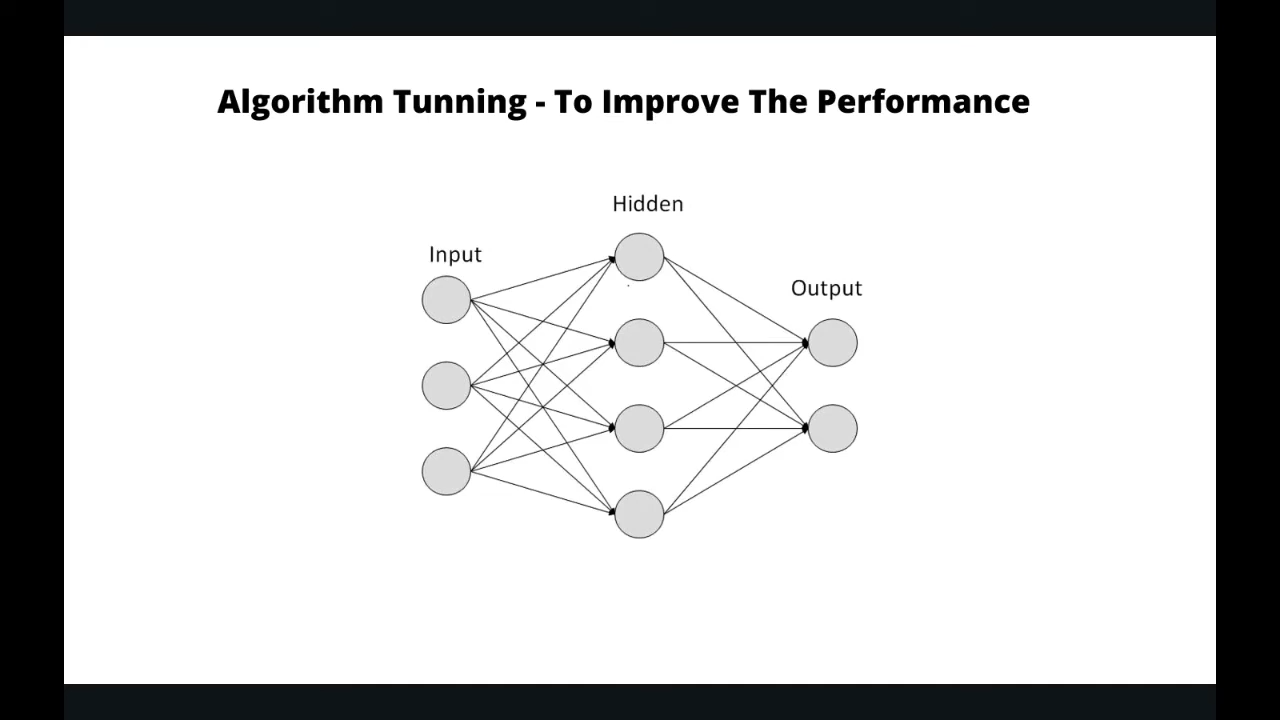 Algorithm Tunning - To Improve The Performance
Hidden
Input
Output